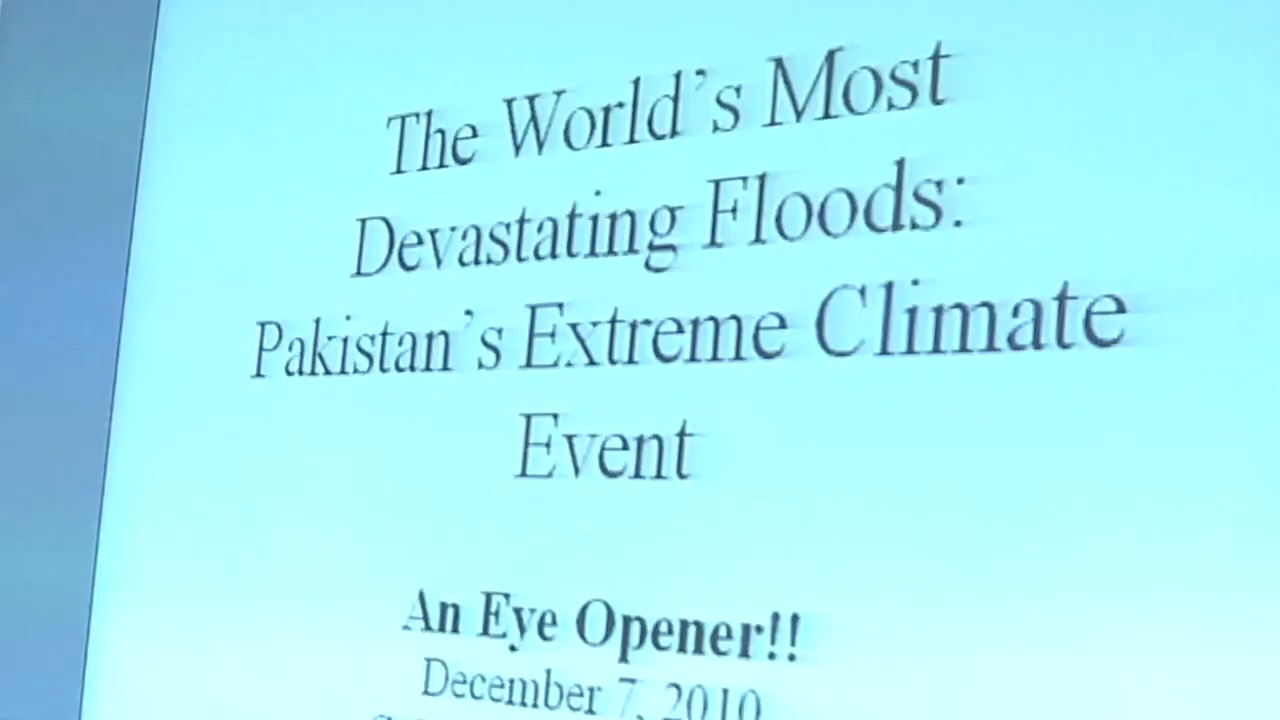 The World's Most
Devastating Floods:
Pakistan's Extreme Climate
Event
An Eye Opener!!
December 7, 2010